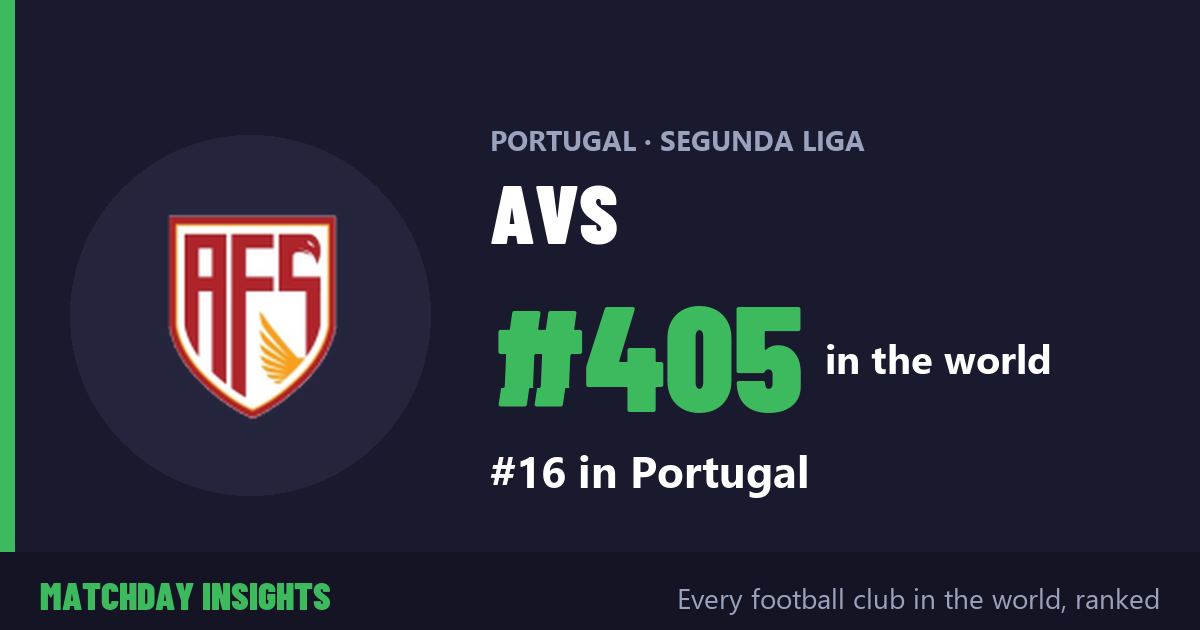 PORTUGAL · SEGUNDA LIGA
AVS
AFS
#405 in the world
#16 in Portugal
MATCHDAY INSIGHTS
Every football club in the world, ranked